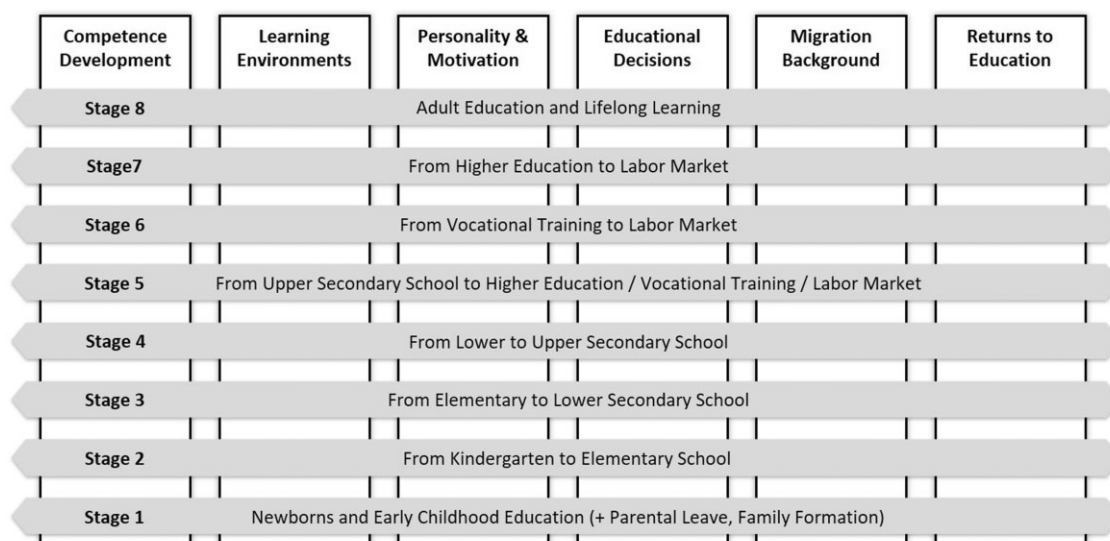 Competence
Development
Learning
Environments
Personality &
Motivation
Educational
Decisions
Migration
Background
Returns to
Education
Stage 8 Adult Education and Lifelong Learning
Stage7 From Higher Education to Labor Market
Stage 6 From Vocational Training to Labor Market
Stage 5 From Upper Secondary School to Higher Education / Vocational Training / Labor Market
Stage 4 From Lower to Upper Secondary School
Stage 3 From Elementary to Lower Secondary School
Stage 2 From Kindergarten to Elementary School
Stage 1 Newborns and Early Childhood Education (+ Parental Leave, Family Formation)